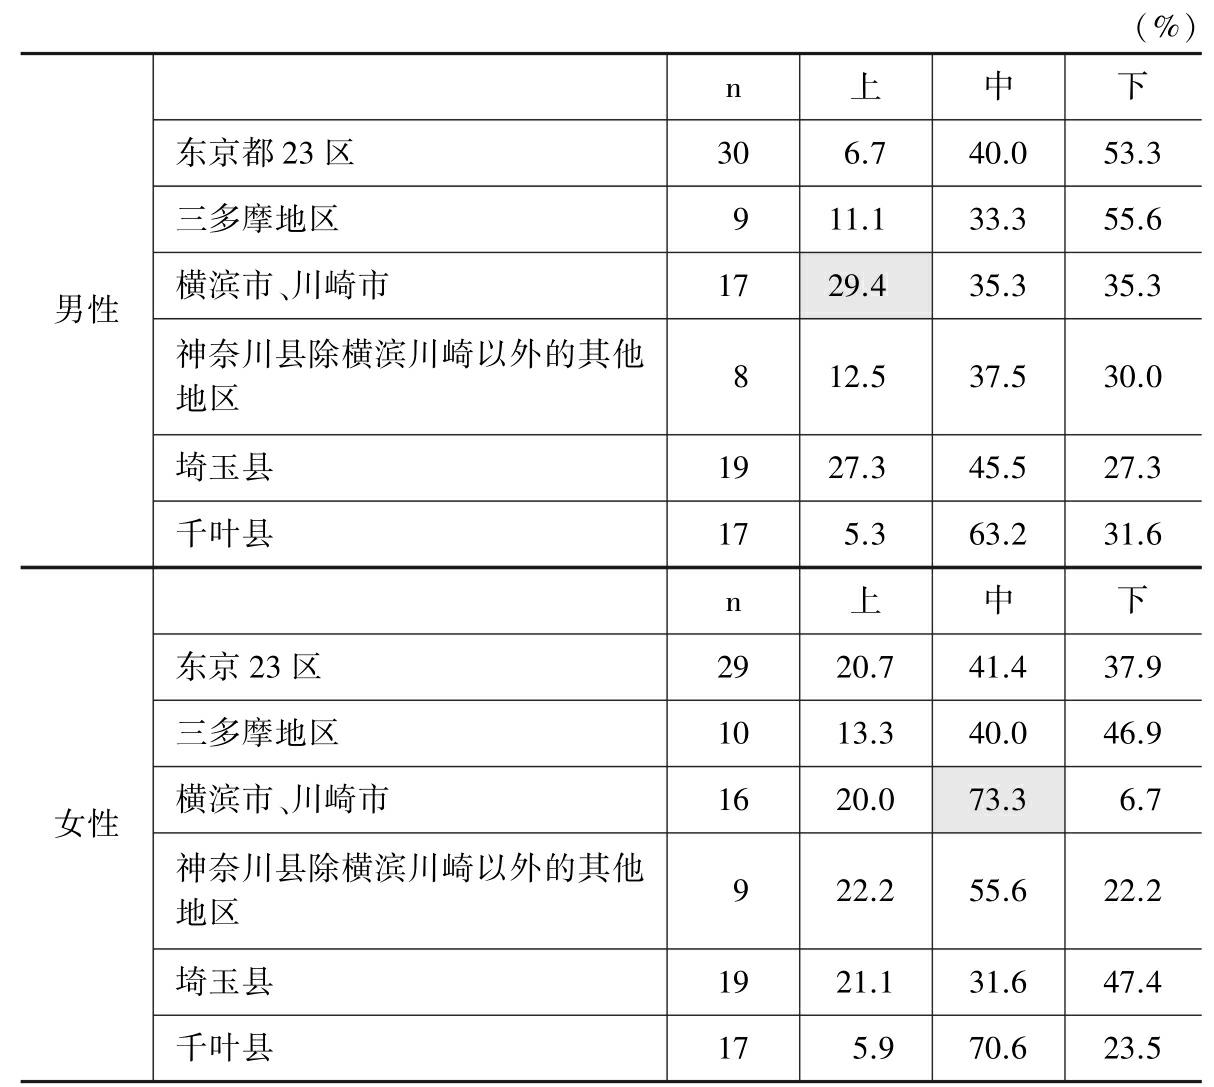 (%)
n 上 中 下
东京都23区 30 6.7 40.0 53.3
三多摩地区 9 11.1 33.3 55.6
横滨市、川崎市 17 29.4 35.3 35.3
男性
神奈川县除横滨川崎以外的其他
地区 8 12.5 37.5 30.0
埼玉县 19 27.3 45.5 27.3
千叶县 17 5.3 63.2 31.6
n 上 中 下
东京23区 29 20.7 41.4 37.9
三多摩地区 10 13.3 40.0 46.9
横滨市、川崎市 16 20.0 73.3 6.7
女性
神奈川县除横滨川崎以外的其他
地区 9 22.2 55.6 22.2
埼玉县 19 21.1 31.6 47.4
千叶县 17 5.9 70.6 23.5